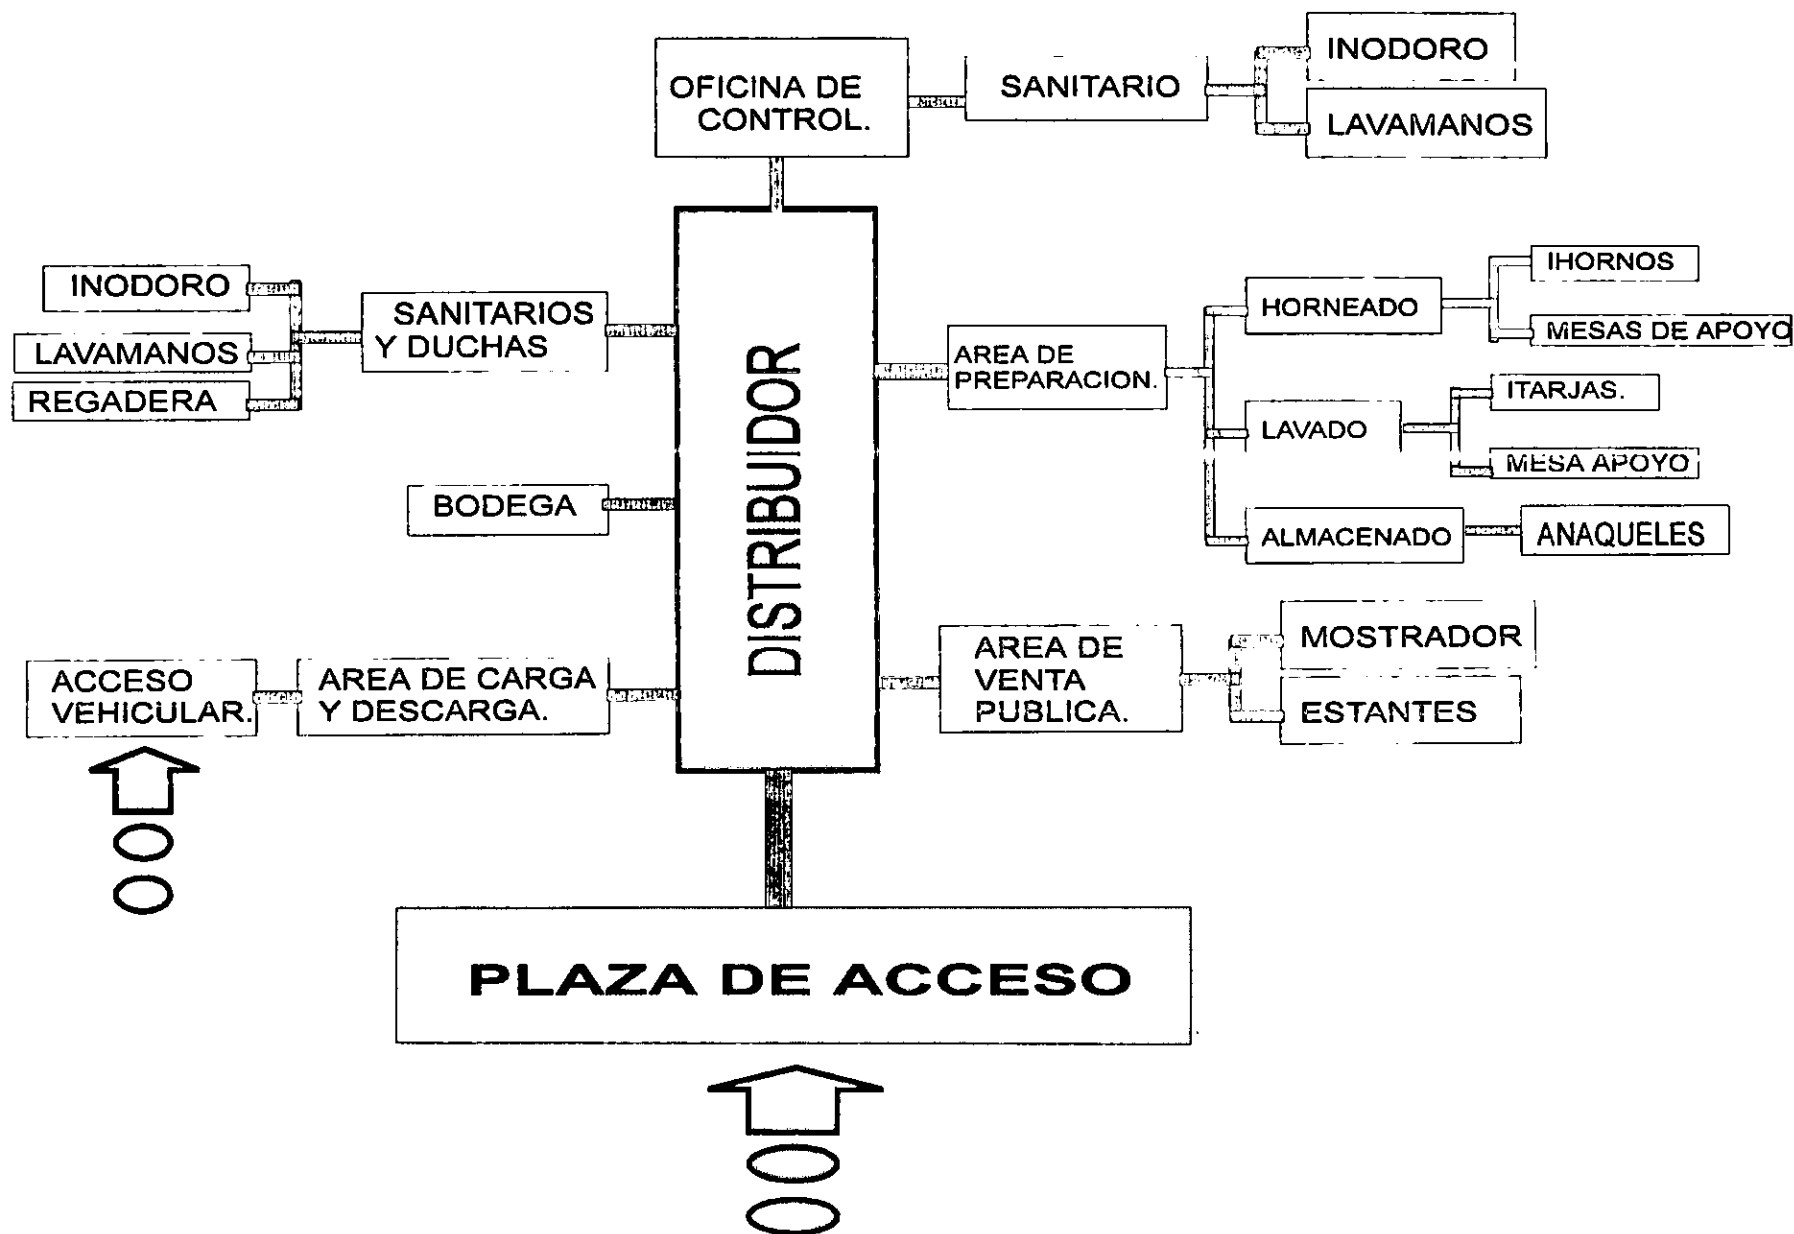 OFICINA DE
CONTROL.
SANITARIO
INODORO
LAVAMANOS
INODORO
LAVAMANOS
REGADERA
SANITARIOS
Y DUCHAS
BODEGA
ACCESO
VEHICULAR.
AREA DE CARGA
Y DESCARGA.
DISTRIBUIDOR
AREA DE
PREPARACION.
HORNEADO
IHORNOS
MESAS DE APOYO
LAVADO
ITARJAS.
MESA APOYO
ALMACENADO
ANAQUELES
AREA DE
VENTA
PUBLICA.
MOSTRADOR
ESTANTES
PLAZA DE ACCESO